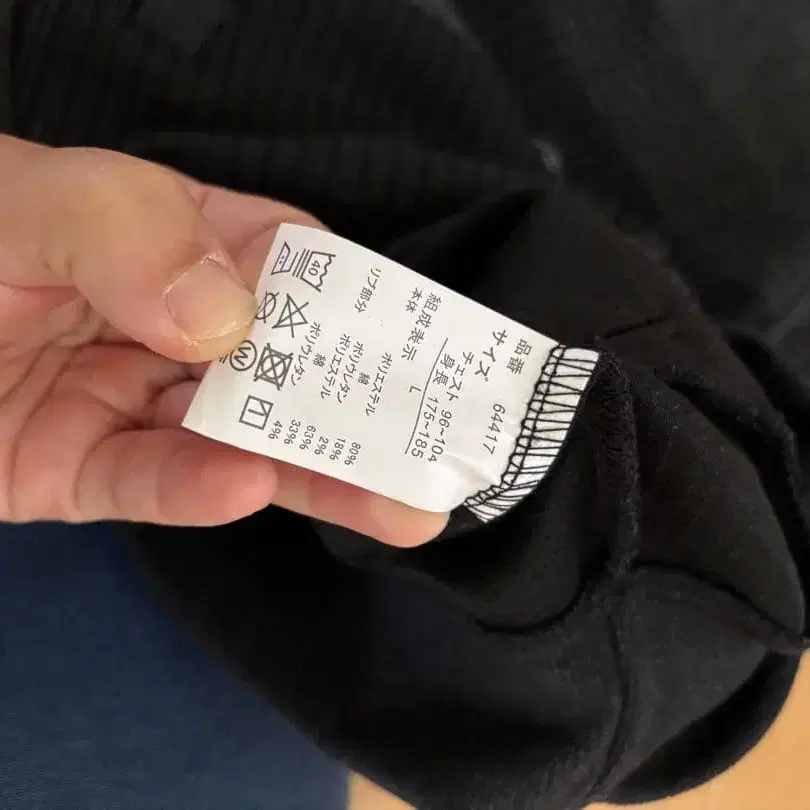 品番 64417
サイズ
チェスト 96~104
身長 175~185
L
組成表示
本体 ポリエステル 80%
綿 18%
ポリウレタン 2%
リブ部分 ポリエステル 63%
綿 33%
ポリウレタン 4%
40
W